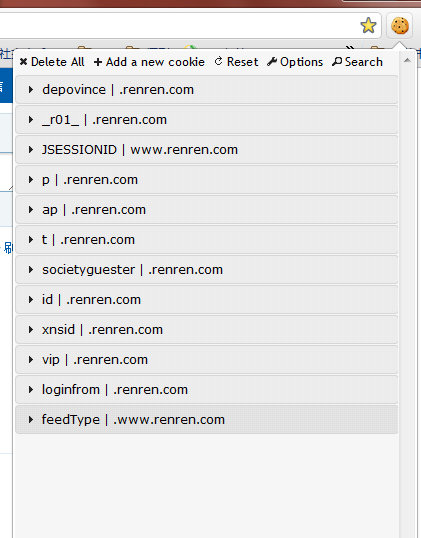 Delete All Add a new cookie Reset Options Search
depovince | .renren.com
_r01_ | .renren.com
JSESSIONID | www.renren.com
p | .renren.com
ap | .renren.com
t | .renren.com
societyguester | .renren.com
id | .renren.com
xnsid | .renren.com
vip | .renren.com
loginfrom | .renren.com
feedType | .www.renren.com